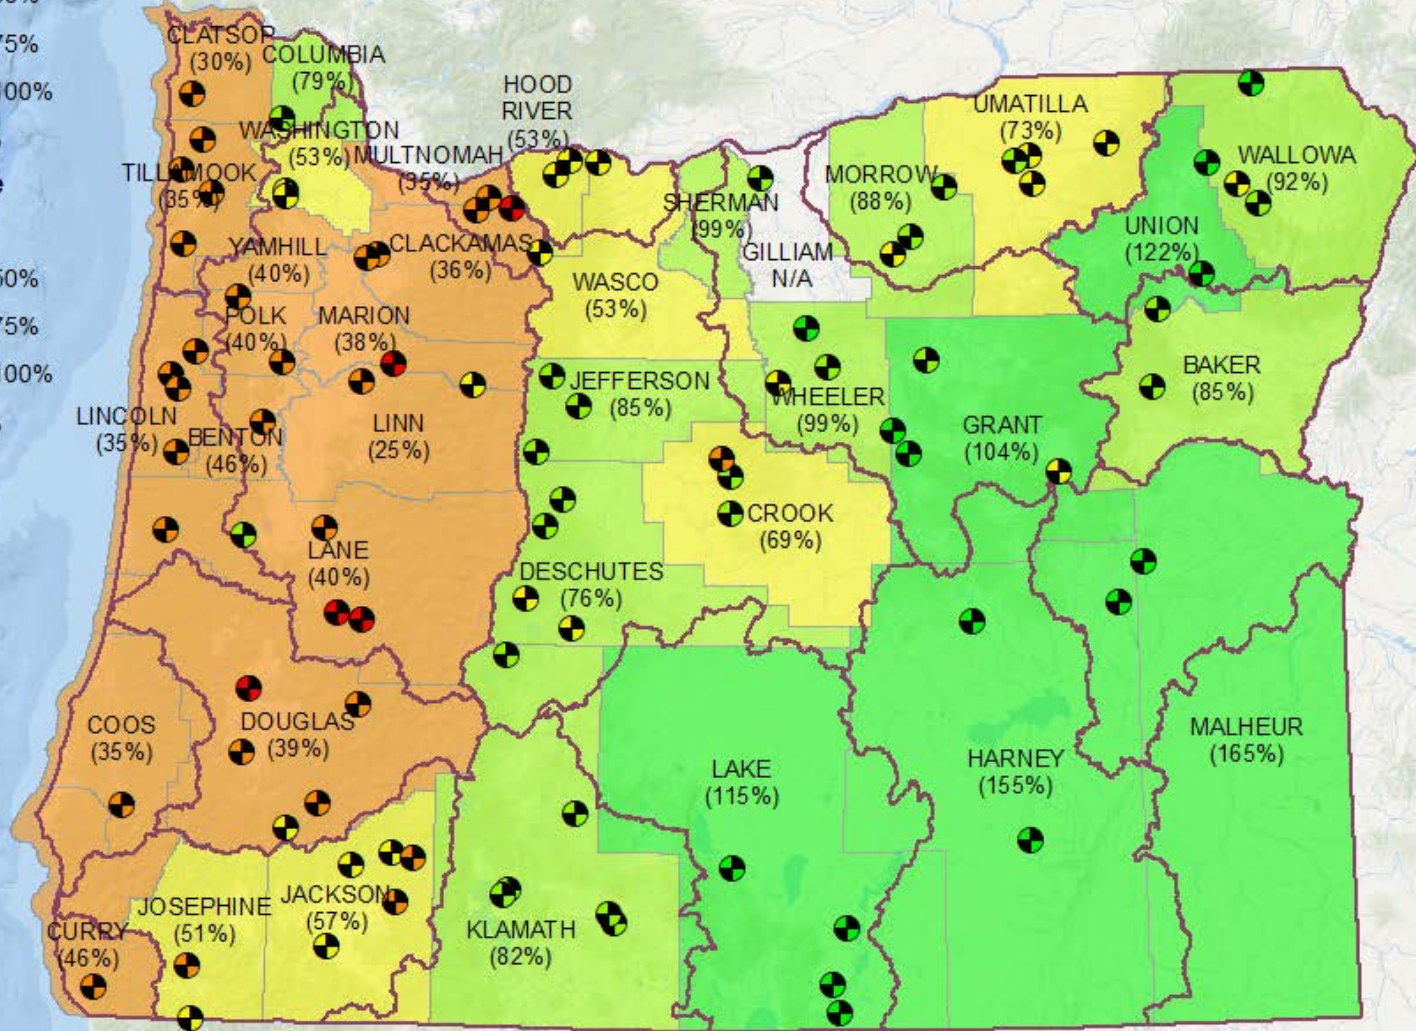 75%
100%
50%
75%
100%
CLATSOP
(30%)
COLUMBIA
(79%)
HOOD
RIVER
(53%)
WASHINGTON
(53%)
MULTNOMAH
(35%)
TILLAMOOK
(35%)
UMATILLA
(73%)
MORROW
(88%)
WALLOWA
(92%)
SHERMAN
(99%)
GILLIAM
N/A
UNION
(122%)
YAMHILL
(40%)
CLACKAMAS
(36%)
WASCO
(53%)
POLK
(40%)
MARION
(38%)
JEFFERSON
(85%)
BAKER
(85%)
WHEELER
(99%)
LINCOLN
(35%)
BENTON
(46%)
LINN
(25%)
GRANT
(104%)
CROOK
(69%)
LANE
(40%)
DESCHUTES
(76%)
COOS
(35%)
DOUGLAS
(39%)
LAKE
(115%)
HARNEY
(155%)
MALHEUR
(165%)
JOSEPHINE
(51%)
JACKSON
(57%)
CURRY
(46%)
KLAMATH
(82%)